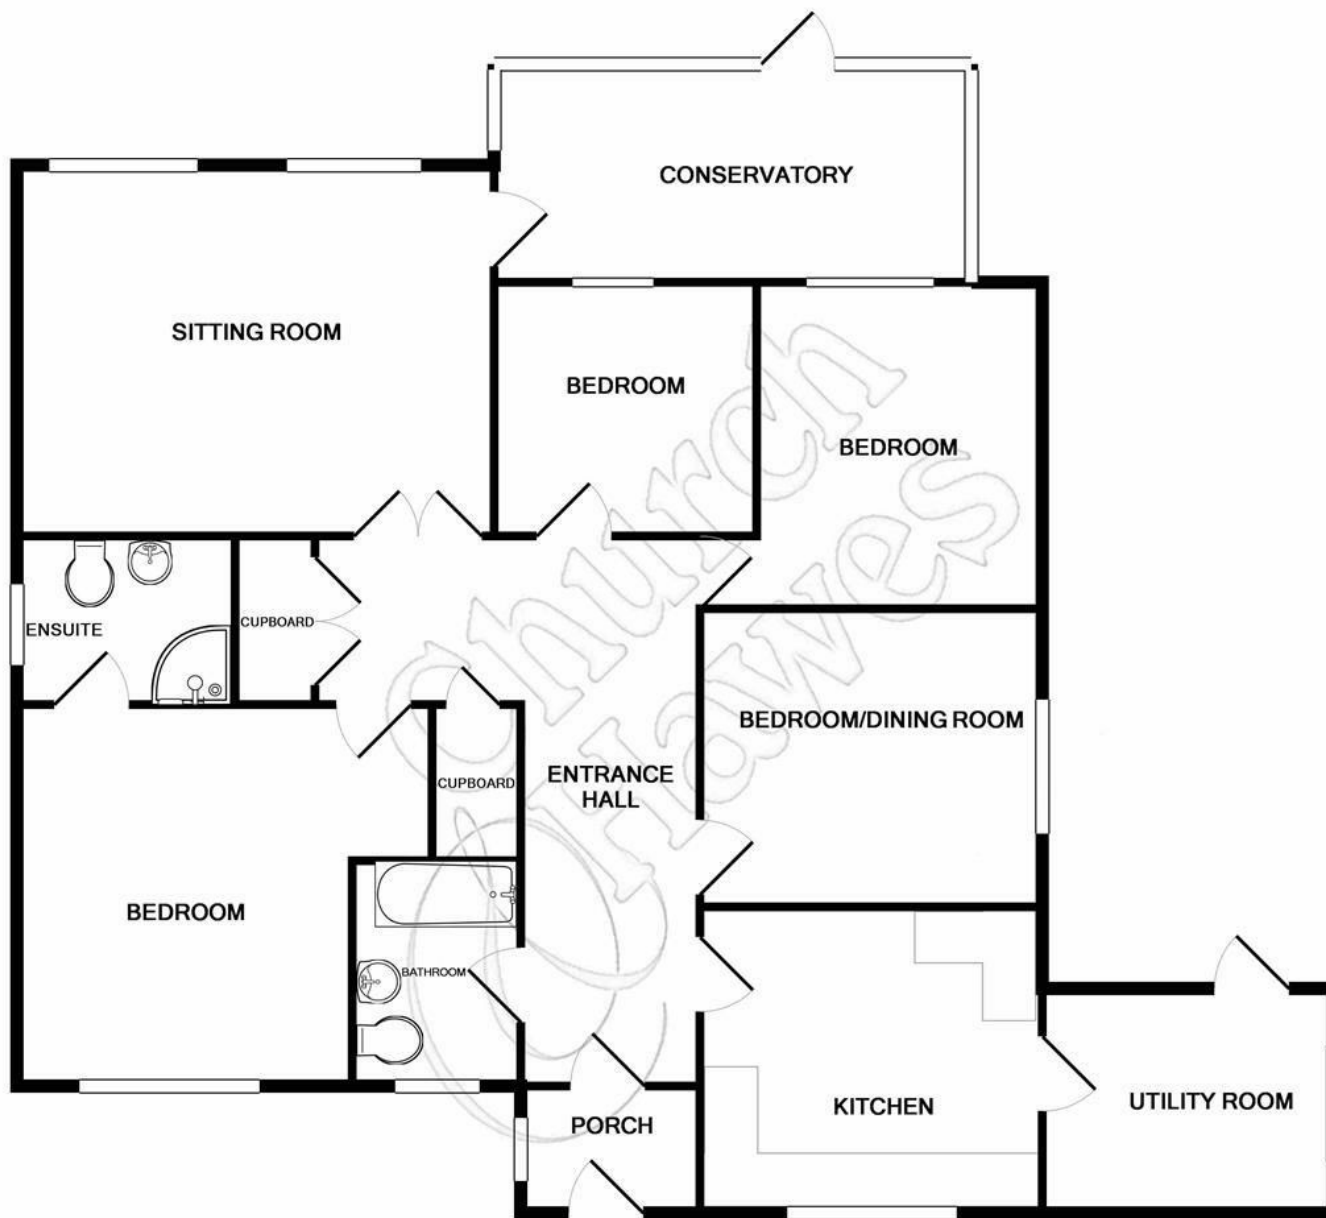 CONSERVATORY
SITTING ROOM
BEDROOM
BEDROOM
ENSUITE
CUPBOARD
BEDROOM/DINING ROOM
CUPBOARD
ENTRANCE
HALL
BEDROOM
BATHROOM
PORCH
KITCHEN
UTILITY ROOM
Church
& Hawes